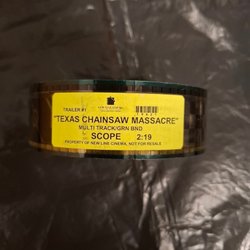 TRAILER #1
"TEXAS CHAINSAW MASSACRE"
MULTI TRACK/GRN BND
SCOPE 2:19
PROPERTY OF NEW LINE CINEMA, NOT FOR RESALE